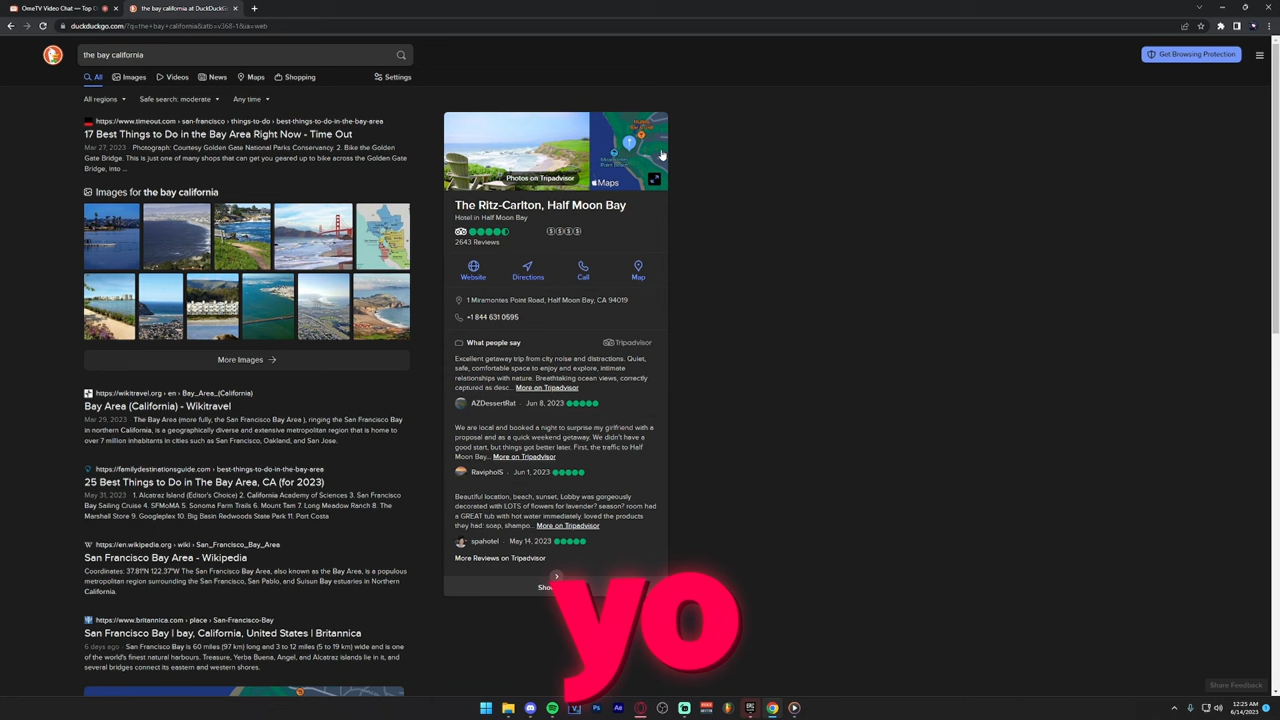 OmeTV Video Chat — Top O
the bay california at DuckDuckGo
duckduckgo.com/?q=the+bay+california&atb=v368-1&ia=web
the bay california
Get Browsing Protection
All
Images
Videos
News
Maps
Shopping
Settings
All regions
Safe search: moderate
Any time
https://www.timeout.com › san-francisco › things-to-do › best-things-to-do-in-the-bay-area
17 Best Things to Do in the Bay Area Right Now - Time Out
Mar 27, 2023 · Photograph: Courtesy Golden Gate National Parks Conservancy. 2. Bike the Golden
Gate Bridge. This is just one of many shops that can get you geared up to bike across the Golden
Gate Bridge, into ...
Images for the bay california
More Images
https://wikitravel.org › en › Bay_Area_(California)
Bay Area (California) - Wikitravel
Mar 29, 2023 · The Bay Area (more fully, the San Francisco Bay Area ), ringing the San Francisco Bay
in northern California, is a geographically diverse and extensive metropolitan region that is home to
over 7 million inhabitants in cities such as San Francisco, Oakland, and San Jose.
https://familydestinationsguide.com › best-things-to-do-in-the-bay-area
25 Best Things to Do in The Bay Area, CA (for 2023)
May 31, 2023 · 1. Alcatraz Island (Editor's Choice) 2. California Academy of Sciences 3. San Francisco
Bay Sailing Cruise 4. SFMoMA 5. Sonoma Farm Trails 6. Mount Tam 7. Long Meadow Ranch 8. The
Marshall Store 9. Googleplex 10. Big Basin Redwoods State Park 11. Port Costa
https://en.wikipedia.org › wiki › San_Francisco_Bay_Area
San Francisco Bay Area - Wikipedia
Coordinates: 37.81°N 122.37°W The San Francisco Bay Area, also known as the Bay Area, is a populous
metropolitan region surrounding the San Francisco, San Pablo, and Suisun Bay estuaries in Northern
California.
https://www.britannica.com › place › San-Francisco-Bay
San Francisco Bay | bay, California, United States | Britannica
6 days ago · San Francisco Bay is 60 miles (97 km) long and 3 to 12 miles (5 to 19 km) wide and is one
of the world's finest natural harbours. Treasure, Yerba Buena, Angel, and Alcatraz islands lie in it, and
several bridges connect its eastern and western shores.
Photos on Tripadvisor
Maps
The Ritz-Carlton, Half Moon Bay
Hotel in Half Moon Bay
2643 Reviews
Website
Directions
Call
Map
1 Miramontes Point Road, Half Moon Bay, CA 94019
+1 844 631 0595
What people say
Tripadvisor
Excellent getaway trip from city noise and distractions. Quiet,
safe, comfortable space to enjoy and explore, intimate
relationships with nature. Breathtaking ocean views, correctly
captured as desc... More on Tripadvisor
AZDessertRat · Jun 8, 2023
We are local and booked a night to surprise my girlfriend with a
proposal and as a quick weekend getaway. We didn't have a
good start, but things got better later. First, the traffic to Half
Moon Bay... More on Tripadvisor
RavipholS · Jun 1, 2023
Beautiful location, beach, sunset, Lobby was gorgeously
decorated with LOTS of flowers for lavender? season? room had
a GREAT tub with hot water immediately. loved the products
they had: soap, shampo... More on Tripadvisor
spahotel · May 14, 2023
More Reviews on Tripadvisor
yo
Share Feedback
12:25 AM
6/14/2023